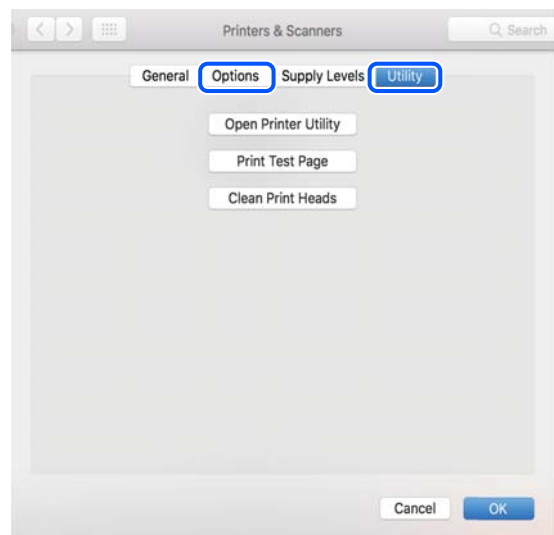 Printers & Scanners
Search
General Options Supply Levels Utility
Open Printer Utility
Print Test Page
Clean Print Heads
Cancel OK